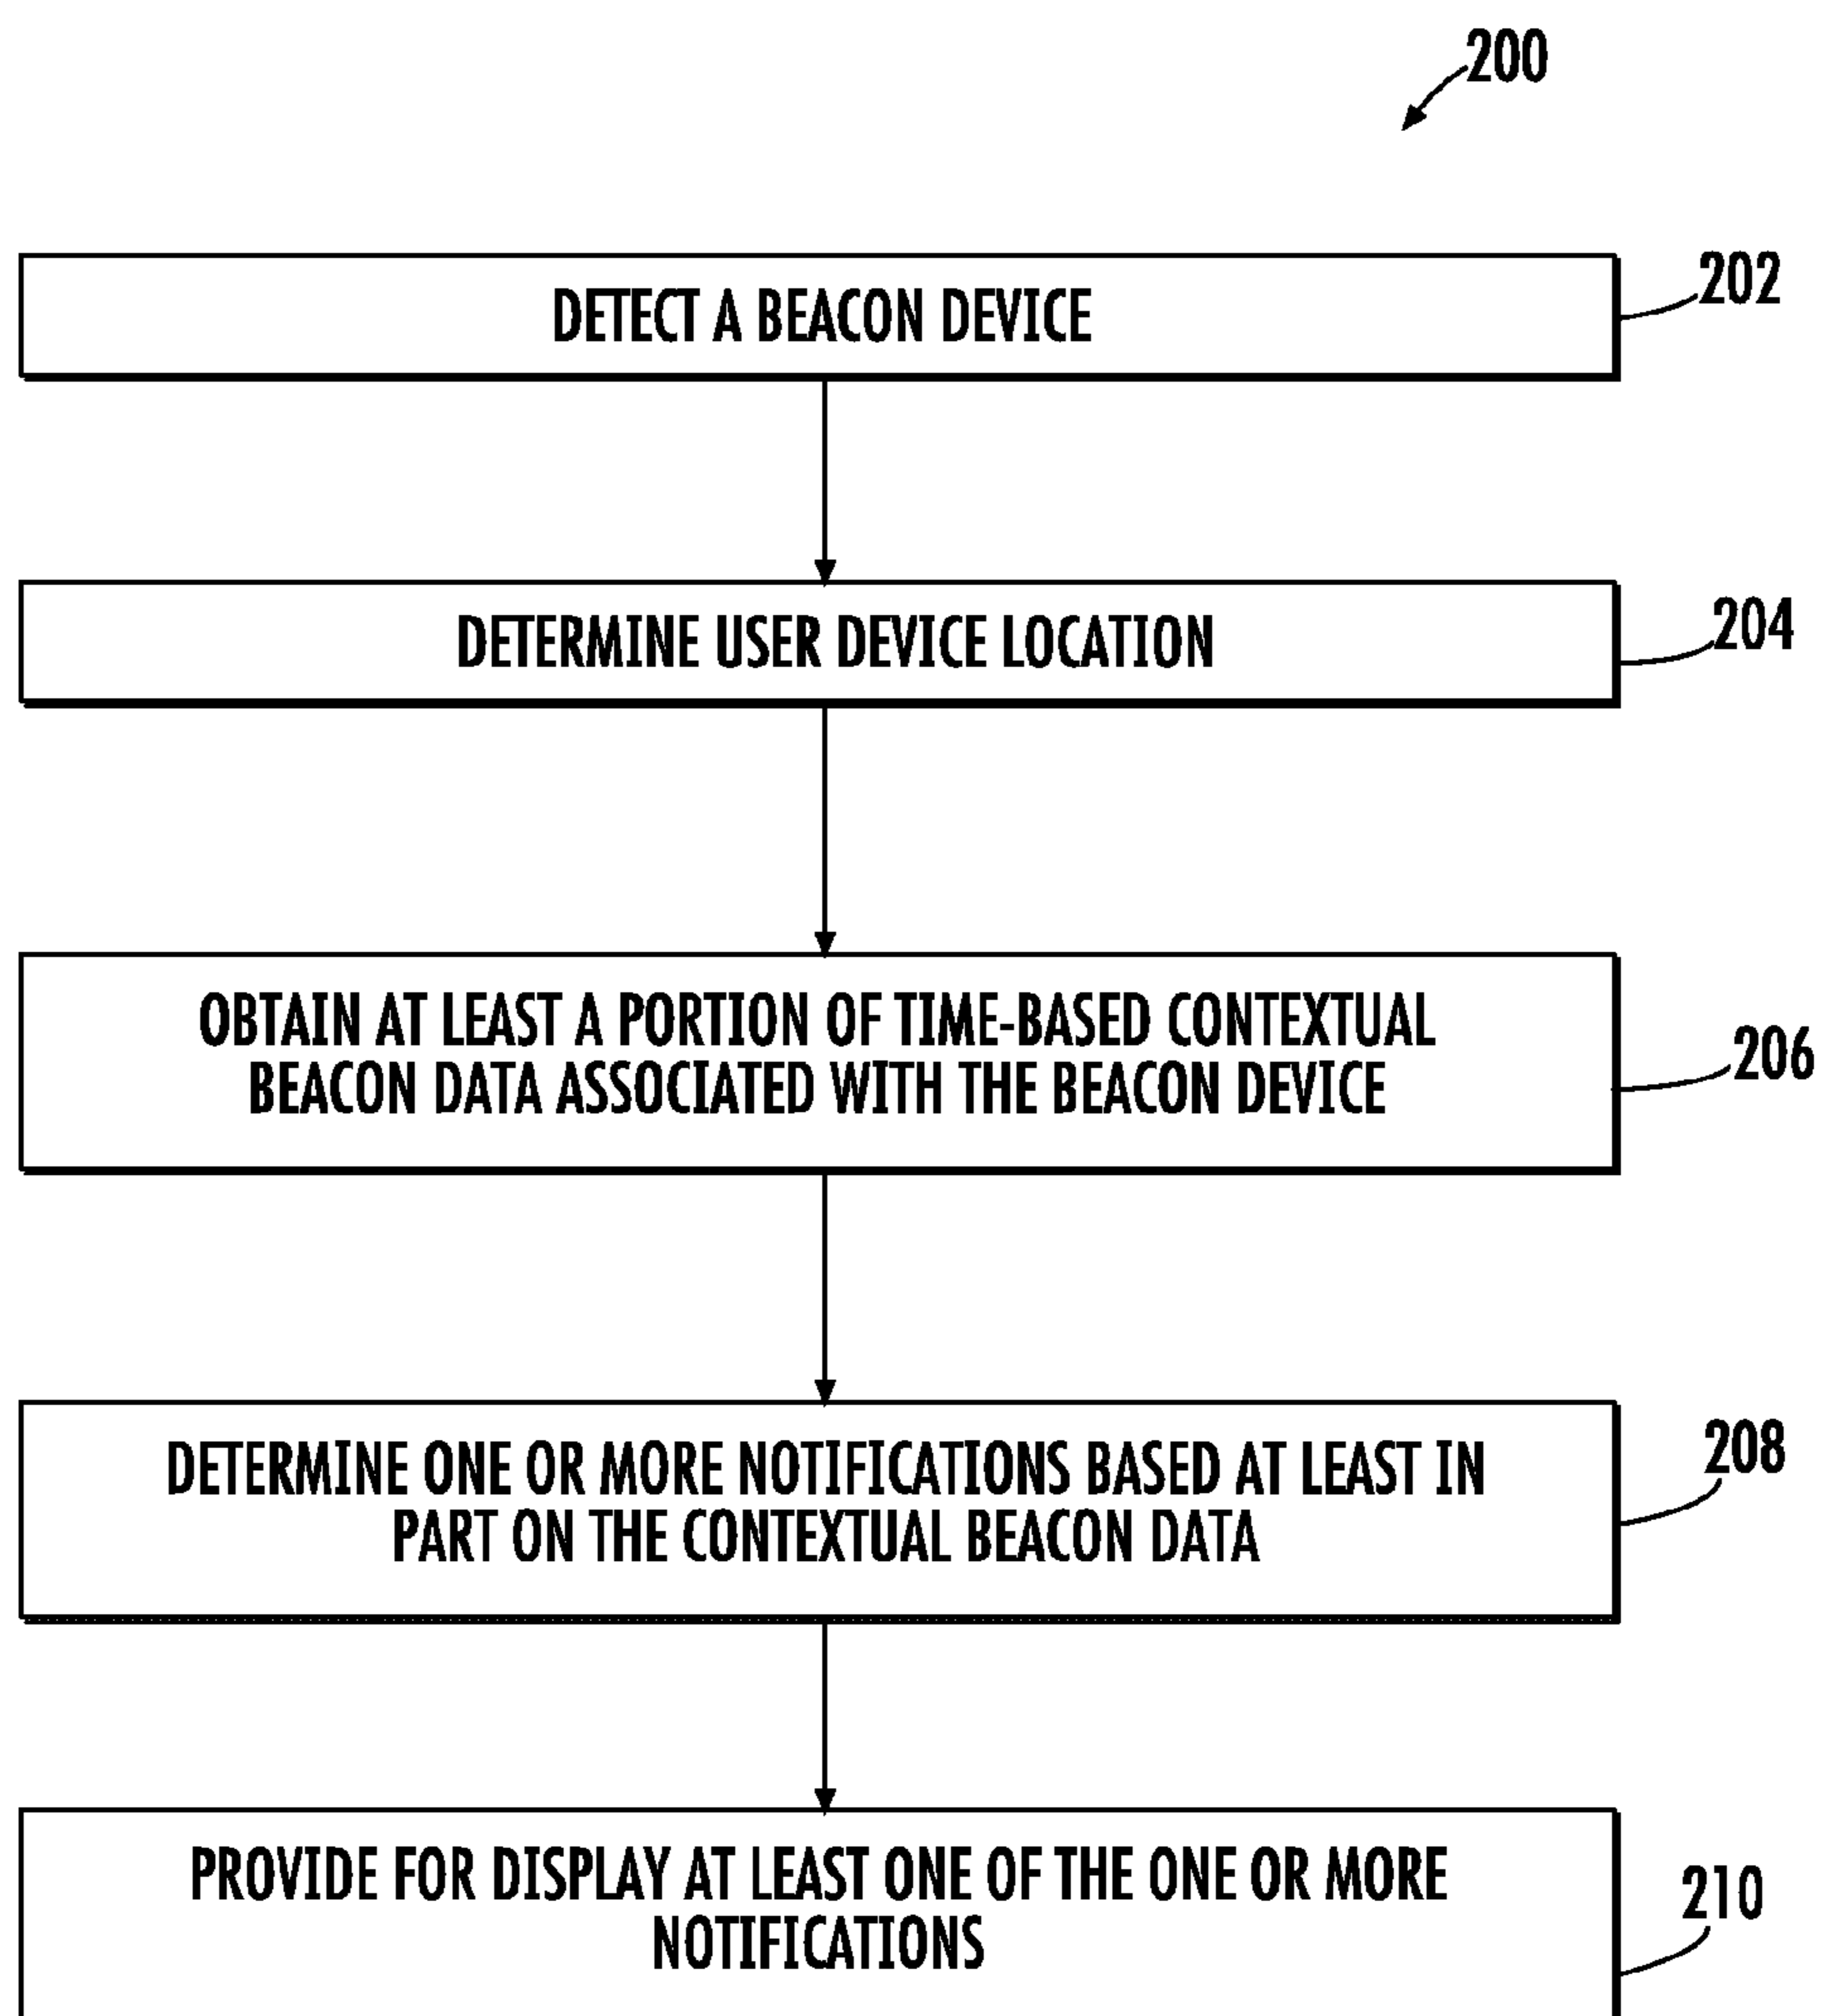 200
DETECT A BEACON DEVICE
202
DETERMINE USER DEVICE LOCATION
204
OBTAIN AT LEAST A PORTION OF TIME-BASED CONTEXTUAL
BEACON DATA ASSOCIATED WITH THE BEACON DEVICE
206
DETERMINE ONE OR MORE NOTIFICATIONS BASED AT LEAST IN
PART ON THE CONTEXTUAL BEACON DATA
208
PROVIDE FOR DISPLAY AT LEAST ONE OF THE ONE OR MORE
NOTIFICATIONS
210